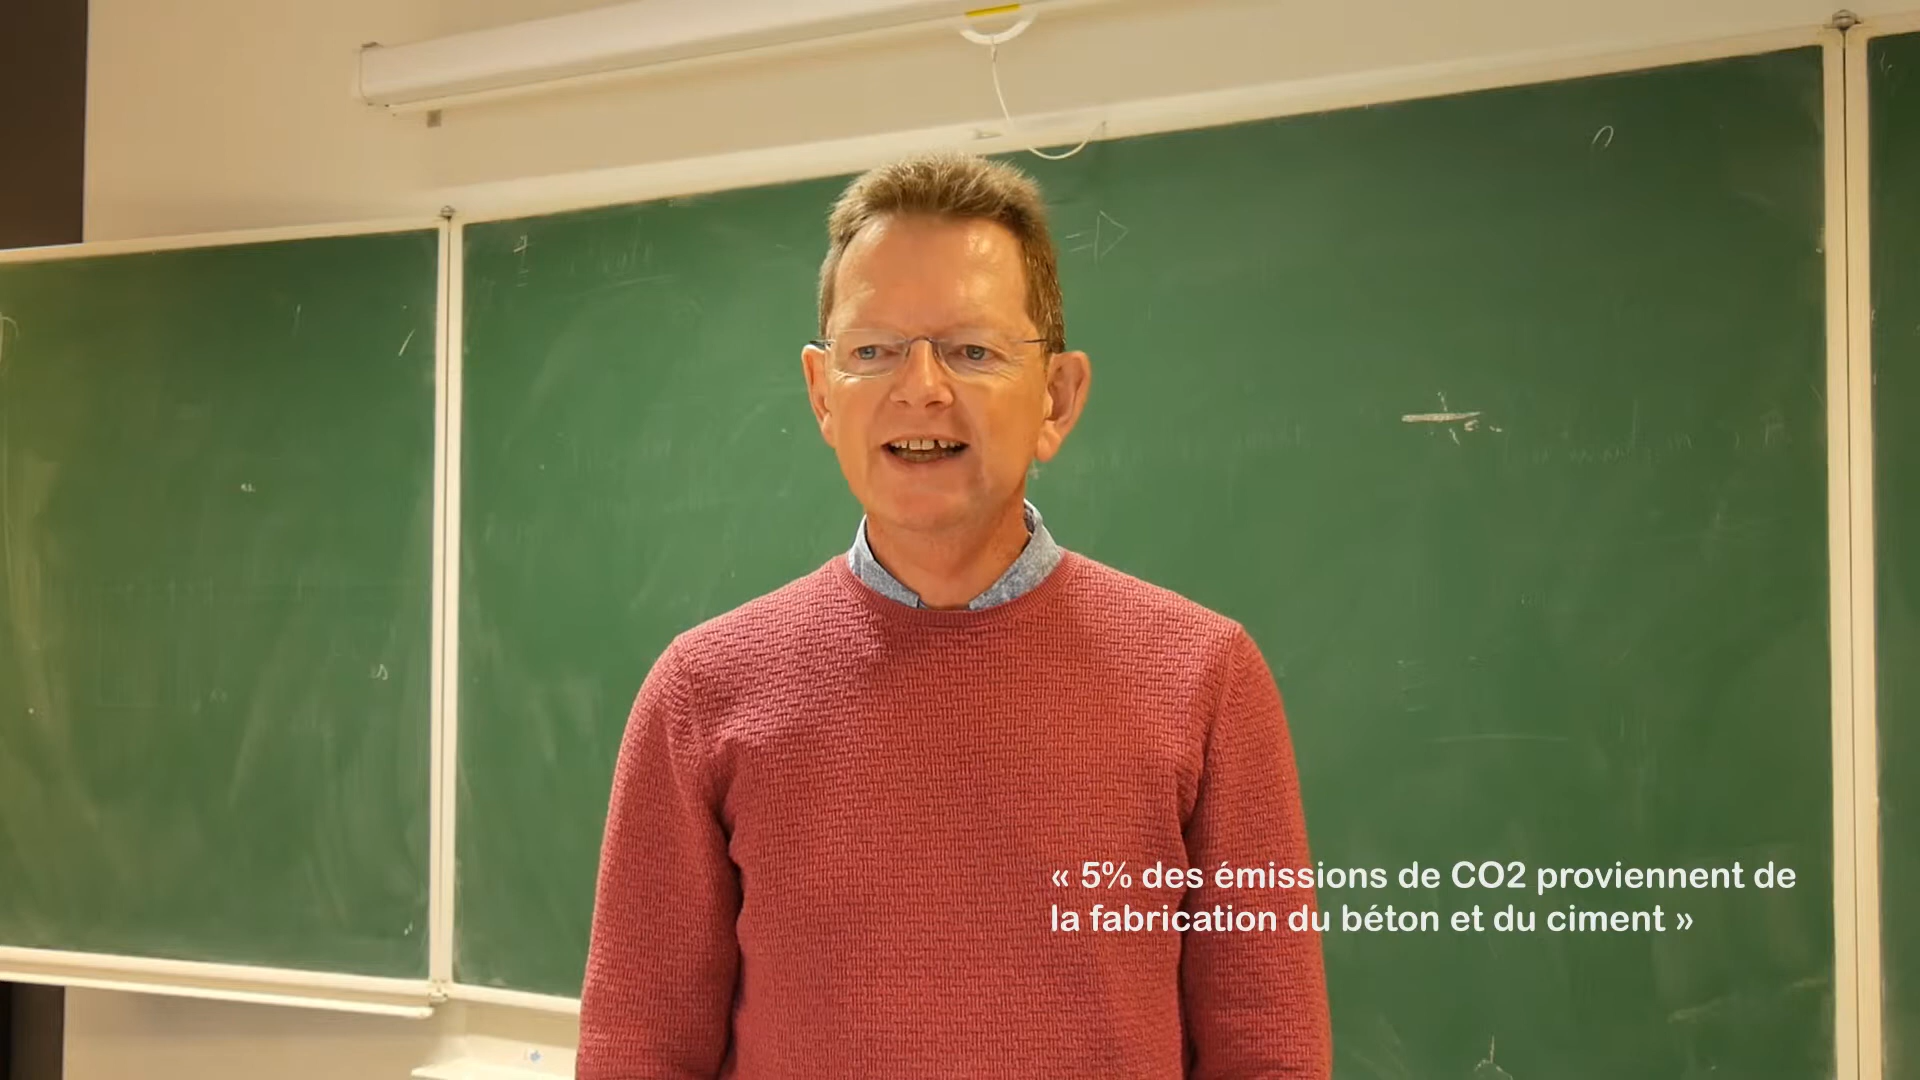 « 5% des émissions de CO2 proviennent de
la fabrication du béton et du ciment »